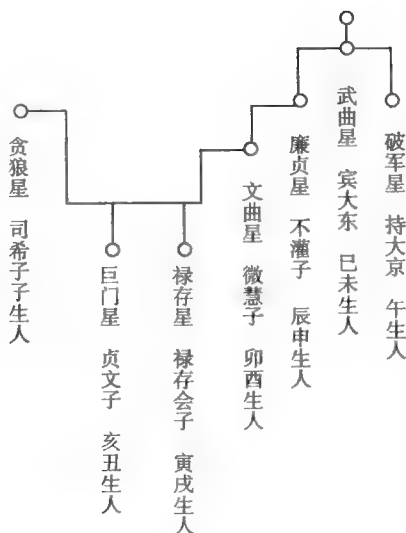 贪狼星 司希子子生人
巨门星 贞文子 亥丑生人
禄存星 禄存会子 寅戌生人
文曲星 微慧子 卯酉生人
廉贞星 不灌子 辰申生人
武曲星 宾大东 巳未生人
破军星 持大京 午生人